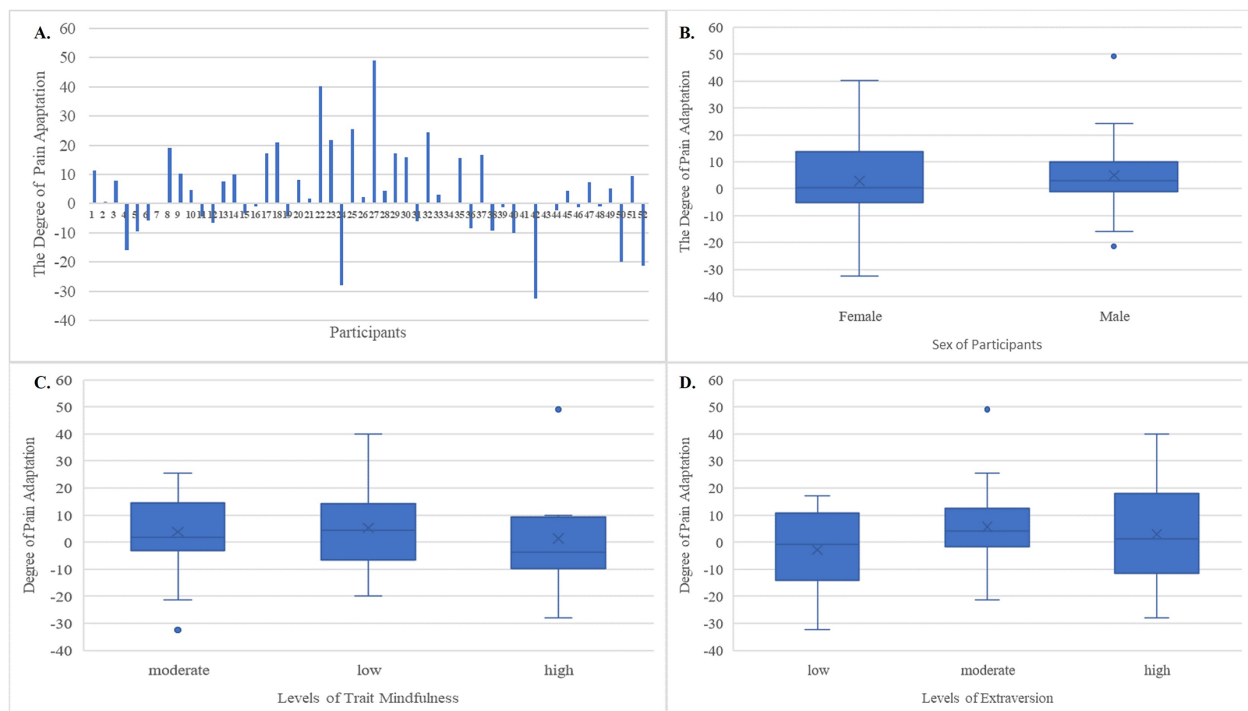 A.
The Degree of Pain Apaptation
60
50
40
30
20
10
0
-10
-20
-30
-40
1 2 3 4 5 6 7 8 9 10 11 12 13 14 15 16 17 18 19 20 21 22 23 24 25 26 27 28 29 30 31 32 33 34 35 36 37 38 39 40 41 42 43 44 45 46 47 48 49 50 51 52
Participants
B.
The Degree of Pain Adaptation
60
50
40
30
20
10
0
-10
-20
-30
-40
Female Male
Sex of Participants
C.
Degree of Pain Adaptation
60
50
40
30
20
10
0
-10
-20
-30
-40
moderate low high
Levels of Trait Mindfulness
D.
Degree of Pain Adaptation
60
50
40
30
20
10
0
-10
-20
-30
-40
low moderate high
Levels of Extraversion